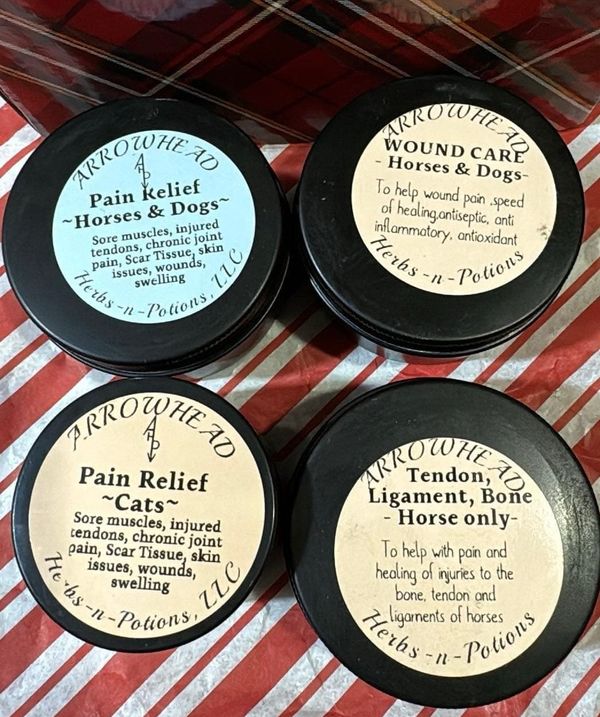 ARROWHEAD
AP
Pain Relief
~Horses & Dogs~
Sore muscles, injured
tendons, chronic joint
pain, Scar Tissue, skin
issues, wounds,
swelling
Herbs-n-Potions, LLC
ARROWHEAD
WOUND CARE
- Horses & Dogs-
To help wound pain ,speed
of healing,antiseptic, anti
inflammatory, antioxidant
Herbs -n-Potions
ARROWHEAD
AP
Pain Relief
~Cats~
Sore muscles, injured
tendons, chronic joint
pain, Scar Tissue, skin
issues, wounds,
swelling
Herbs-n-Potions, LLC
ARROWHEAD
Tendon,
Ligament, Bone
- Horse only-
To help with pain and
healing of injuries to the
bone, tendon and
ligaments of horses
Herbs -n-Potions